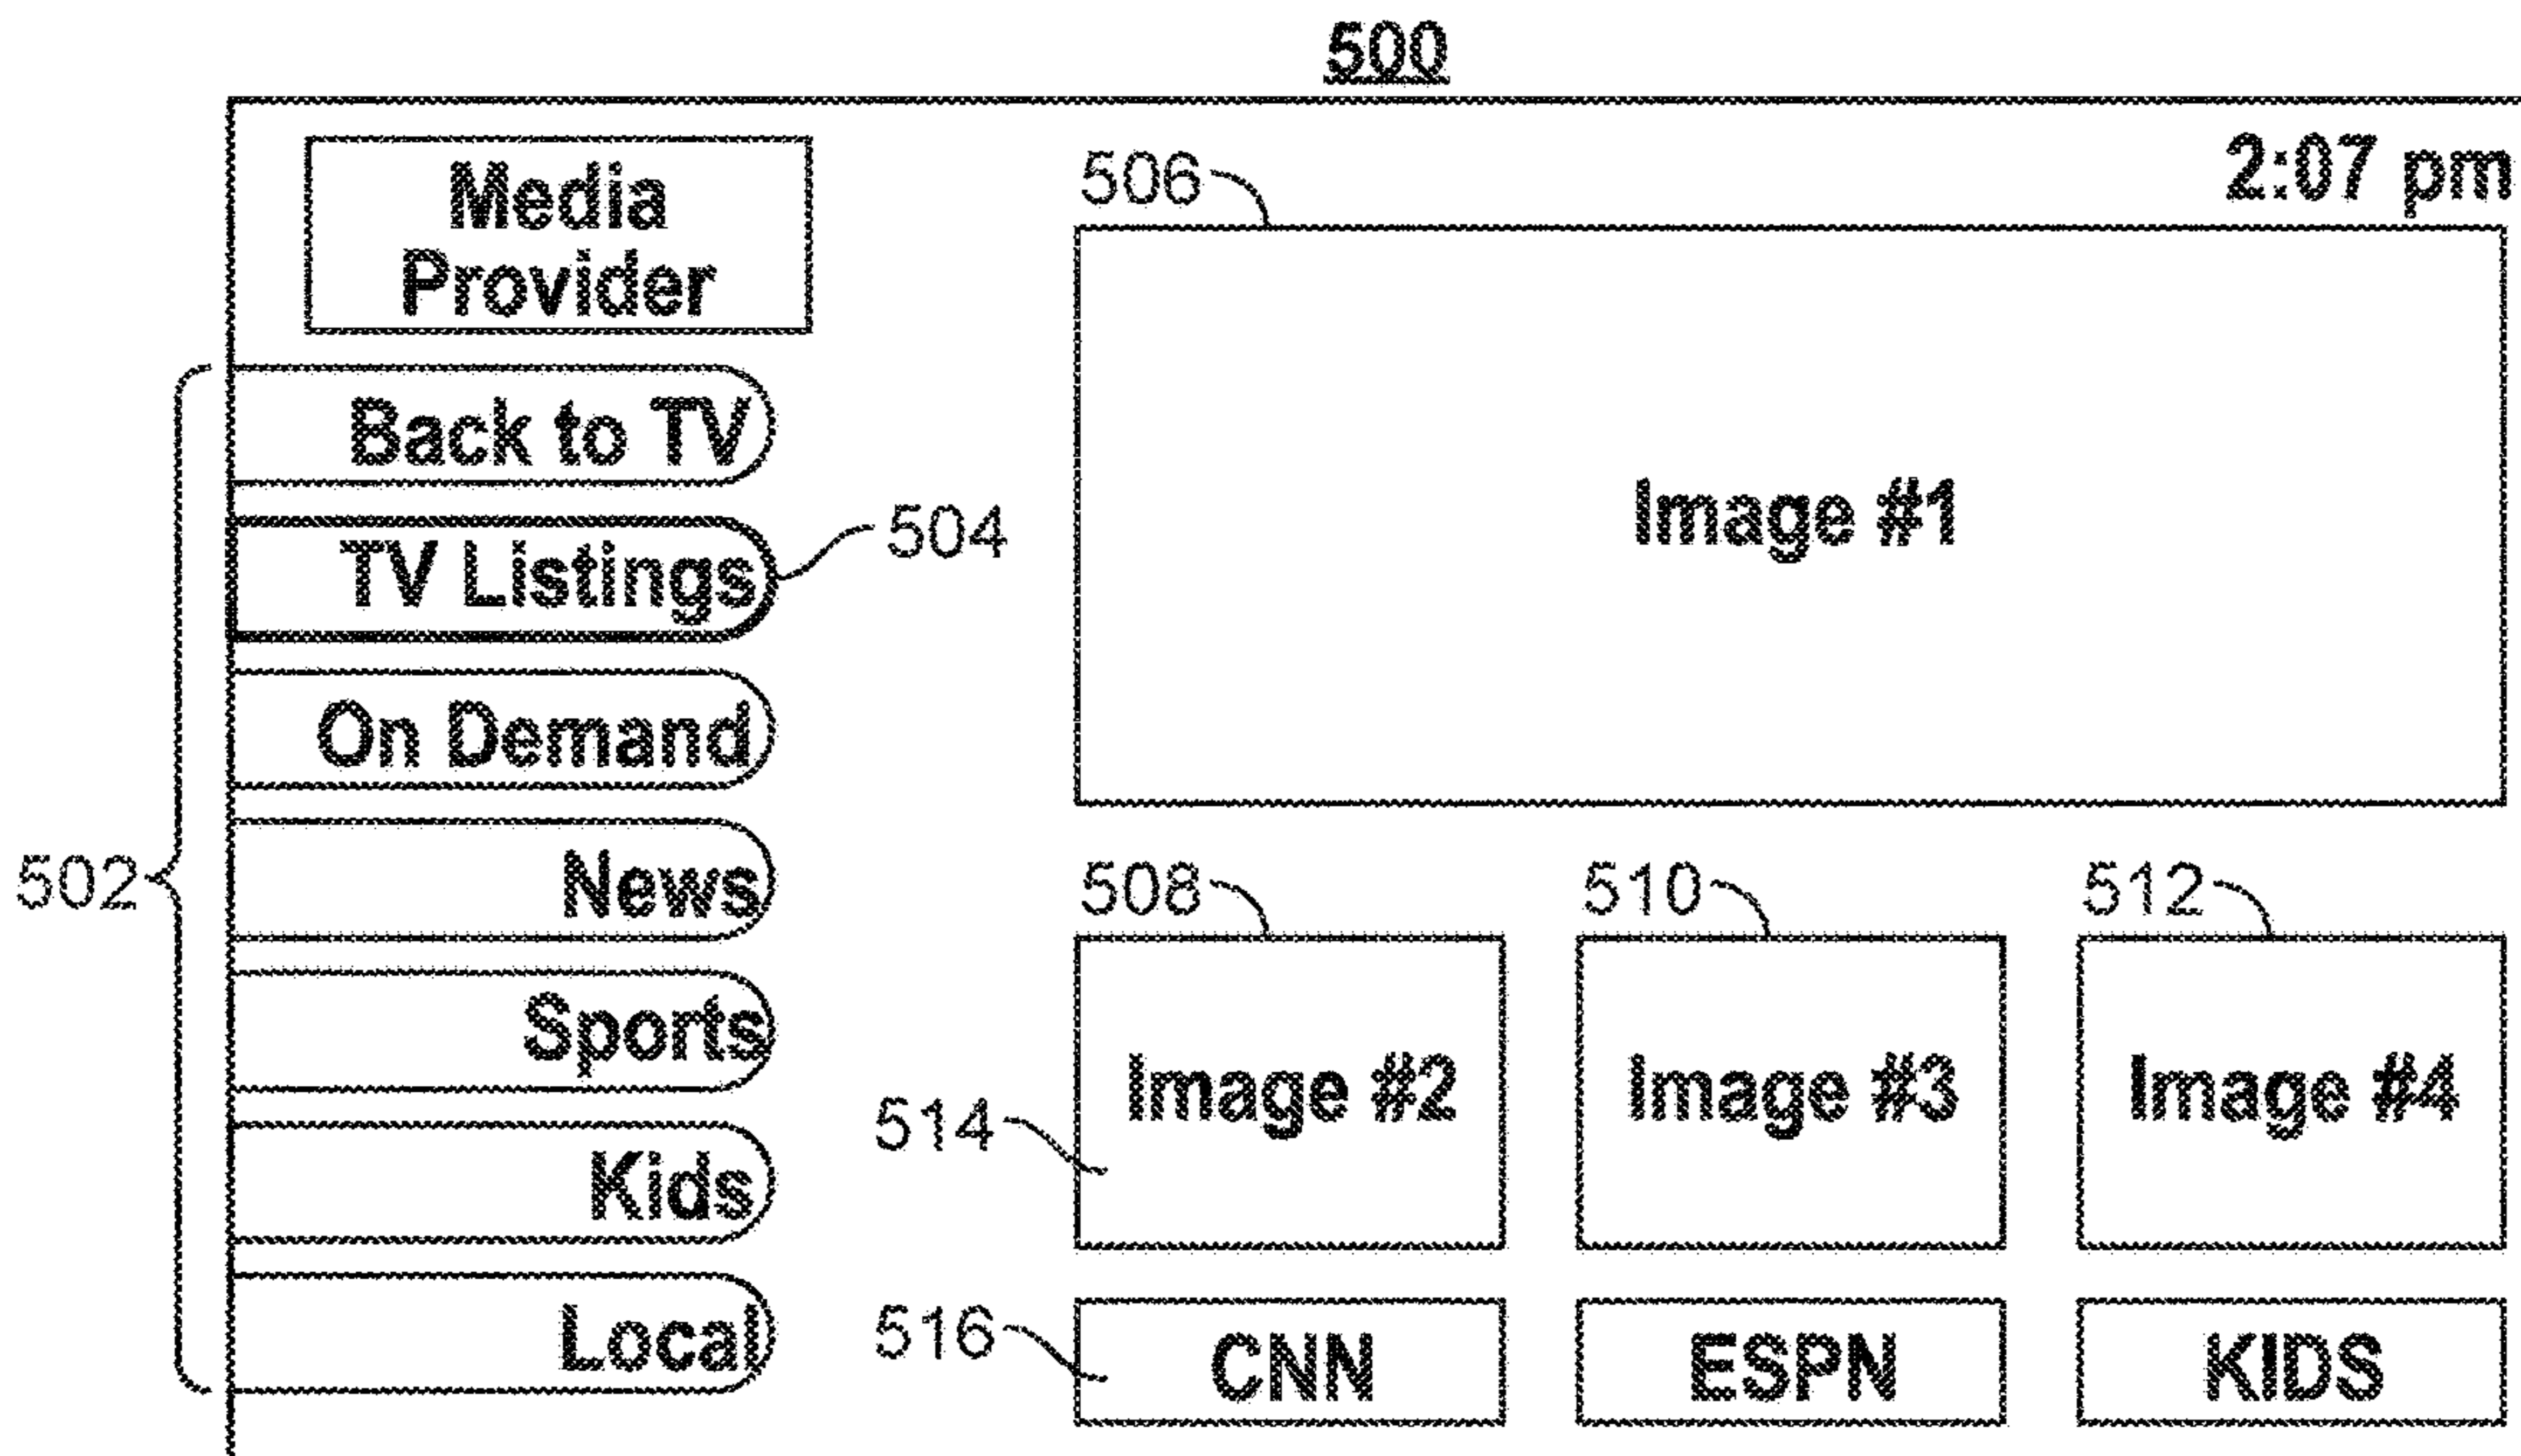 500
2:07 pm
Media
Provider
506
Back to TV
TV Listings
504
On Demand
News
Sports
Kids
Local
502
Image #1
508
510
512
Image #2
Image #3
Image #4
514
516
CNN
ESPN
KIDS